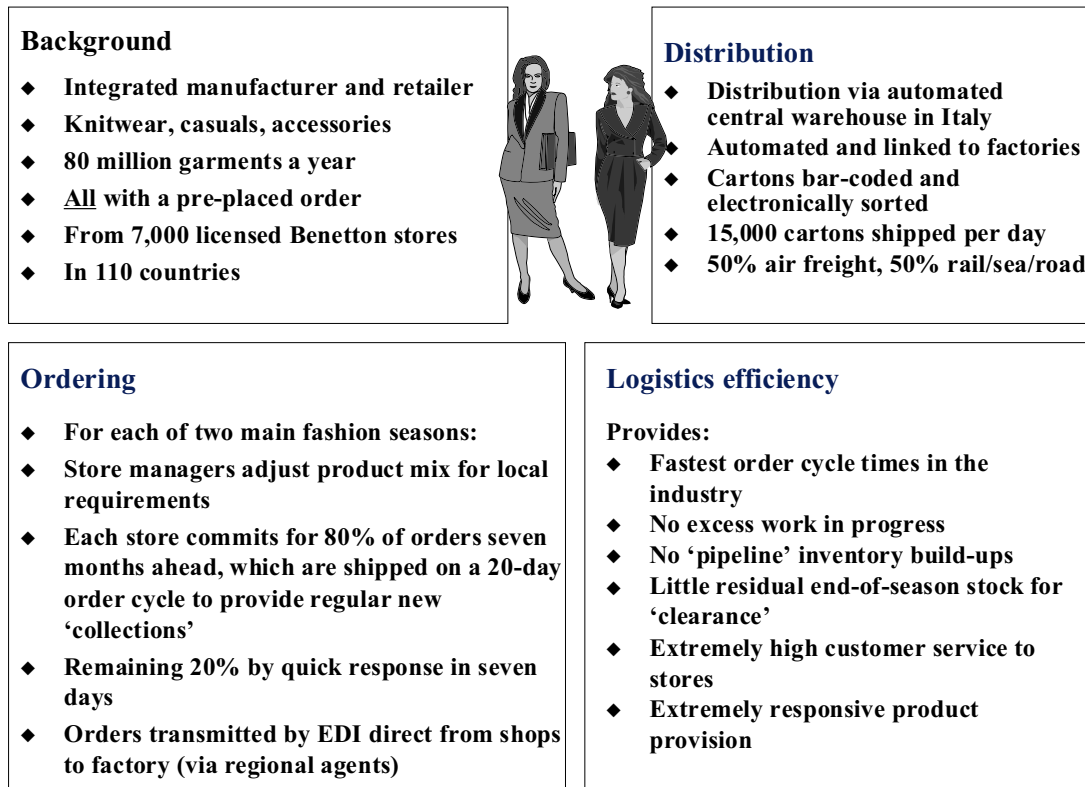 Background
◆ Integrated manufacturer and retailer
◆ Knitwear, casuals, accessories
◆ 80 million garments a year
◆ All with a pre-placed order
◆ From 7,000 licensed Benetton stores
◆ In 110 countries
Distribution
◆ Distribution via automated
central warehouse in Italy
◆ Automated and linked to factories
◆ Cartons bar-coded and
electronically sorted
◆ 15,000 cartons shipped per day
◆ 50% air freight, 50% rail/sea/road
Ordering
◆ For each of two main fashion seasons:
◆ Store managers adjust product mix for local
requirements
◆ Each store commits for 80% of orders seven
months ahead, which are shipped on a 20-day
order cycle to provide regular new
‘collections’
◆ Remaining 20% by quick response in seven
days
◆ Orders transmitted by EDI direct from shops
to factory (via regional agents)
Logistics efficiency
Provides:
◆ Fastest order cycle times in the
industry
◆ No excess work in progress
◆ No ‘pipeline’ inventory build-ups
◆ Little residual end-of-season stock for
‘clearance’
◆ Extremely high customer service to
stores
◆ Extremely responsive product
provision